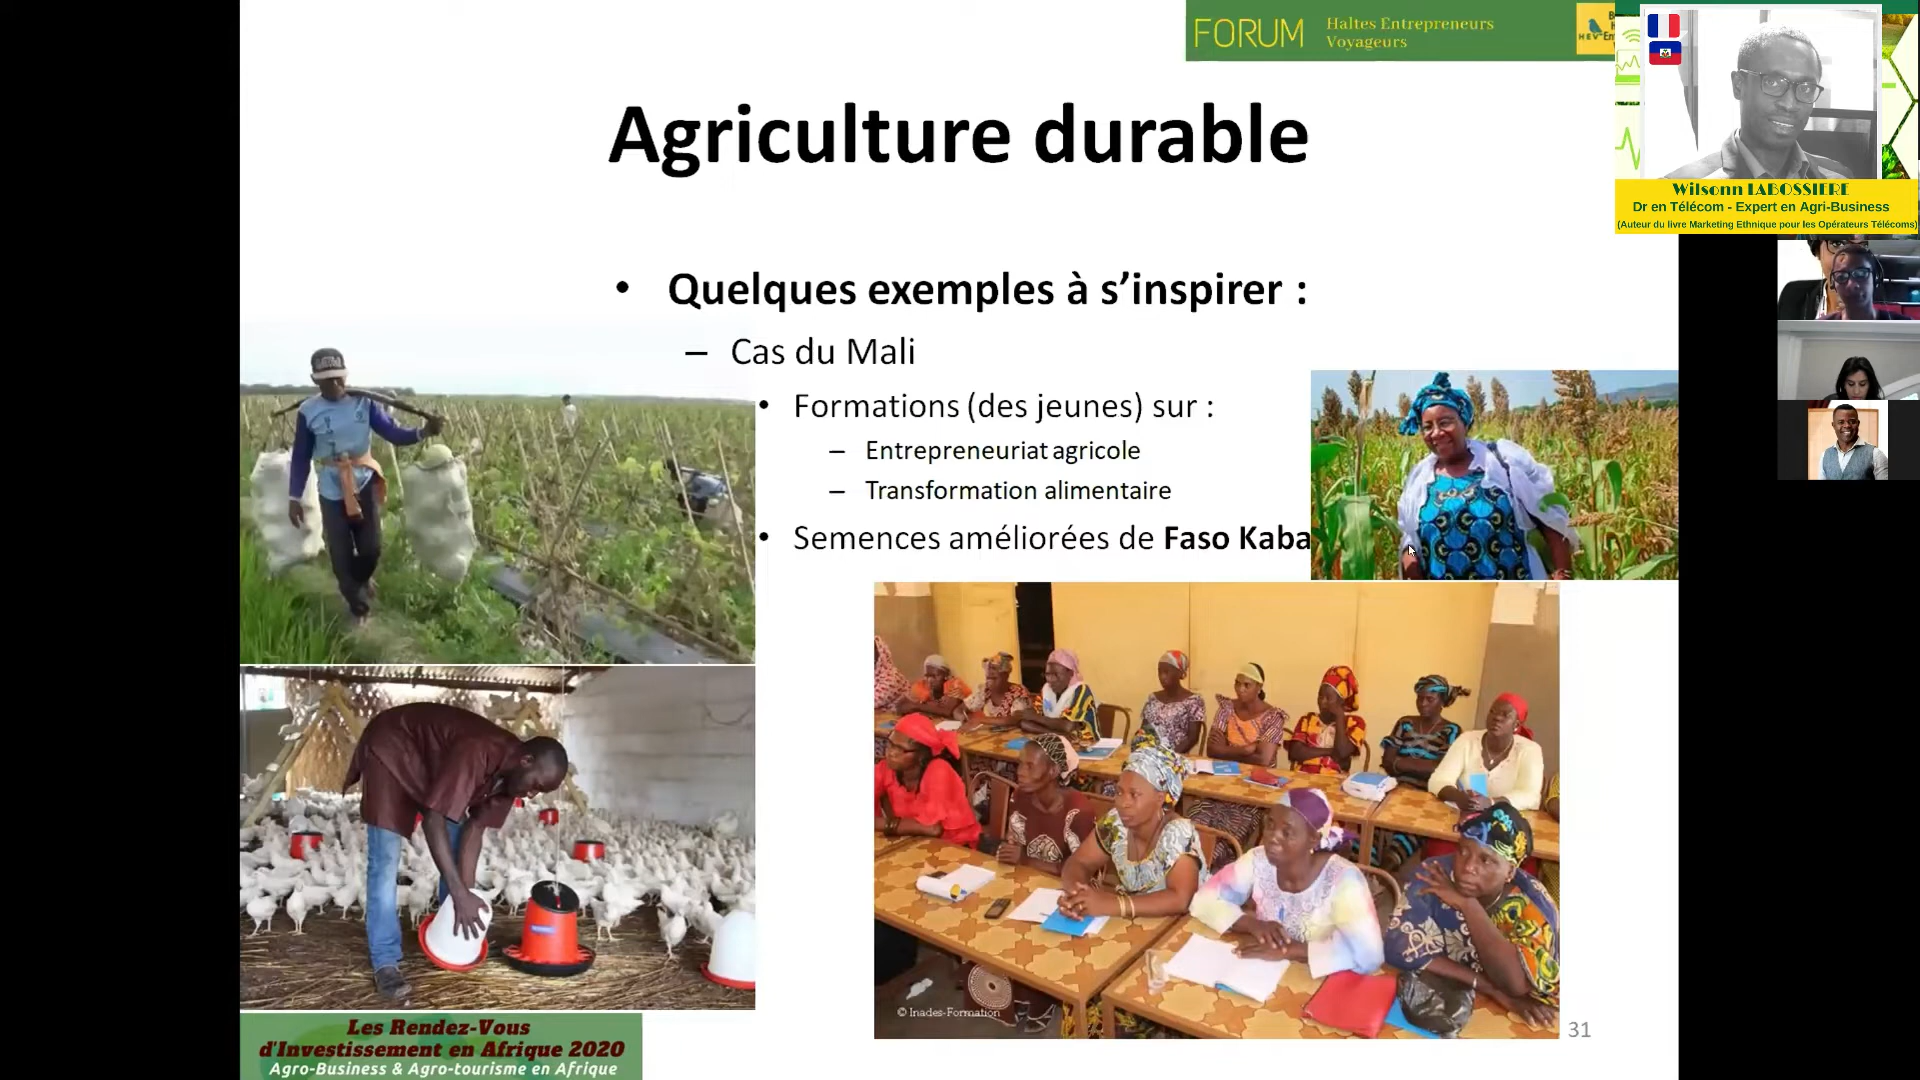 FORUM
Haltes Entrepreneurs
Voyageurs
Wilsonn LABOSSIERE
Dr en Télécom - Expert en Agri-Business
(Auteur du livre Marketing Ethnique pour les Opérateurs Télécoms)
Agriculture durable
• Quelques exemples à s’inspirer :
– Cas du Mali
• Formations (des jeunes) sur :
– Entrepreneuriat agricole
– Transformation alimentaire
• Semences améliorées de Faso Kaba
© Inades-Formation
31
Les Rendez-Vous
d'Investissement en Afrique 2020
Agro-Business & Agro-tourisme en Afrique